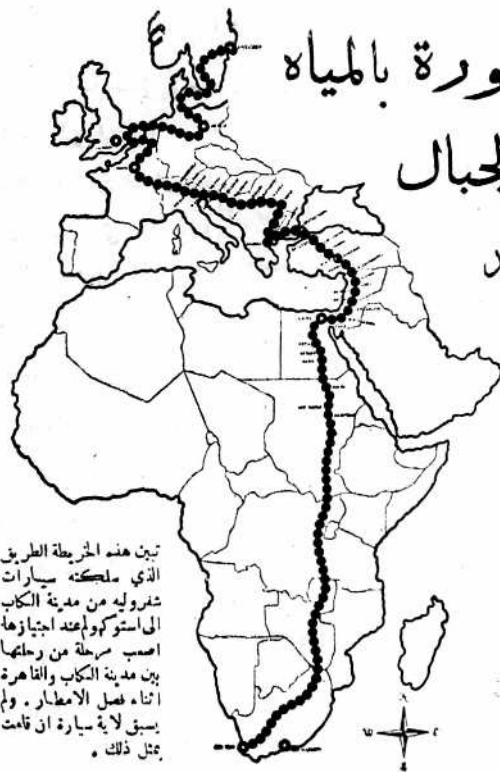 ورة بالمياه
لجبال
ر
تبين هذه الخريطة الطريق
الذي سلكته سيارات
شفروليه من مدينة الكاب
الى استوكهولم عند اجتيازها
اصعب مرحلة من رحلتها
بين مدينة الكاب والقاهرة
اثناء فصل الامطار . ولم
يسبق لاية سيارة ان قامت
بمثل ذلك .